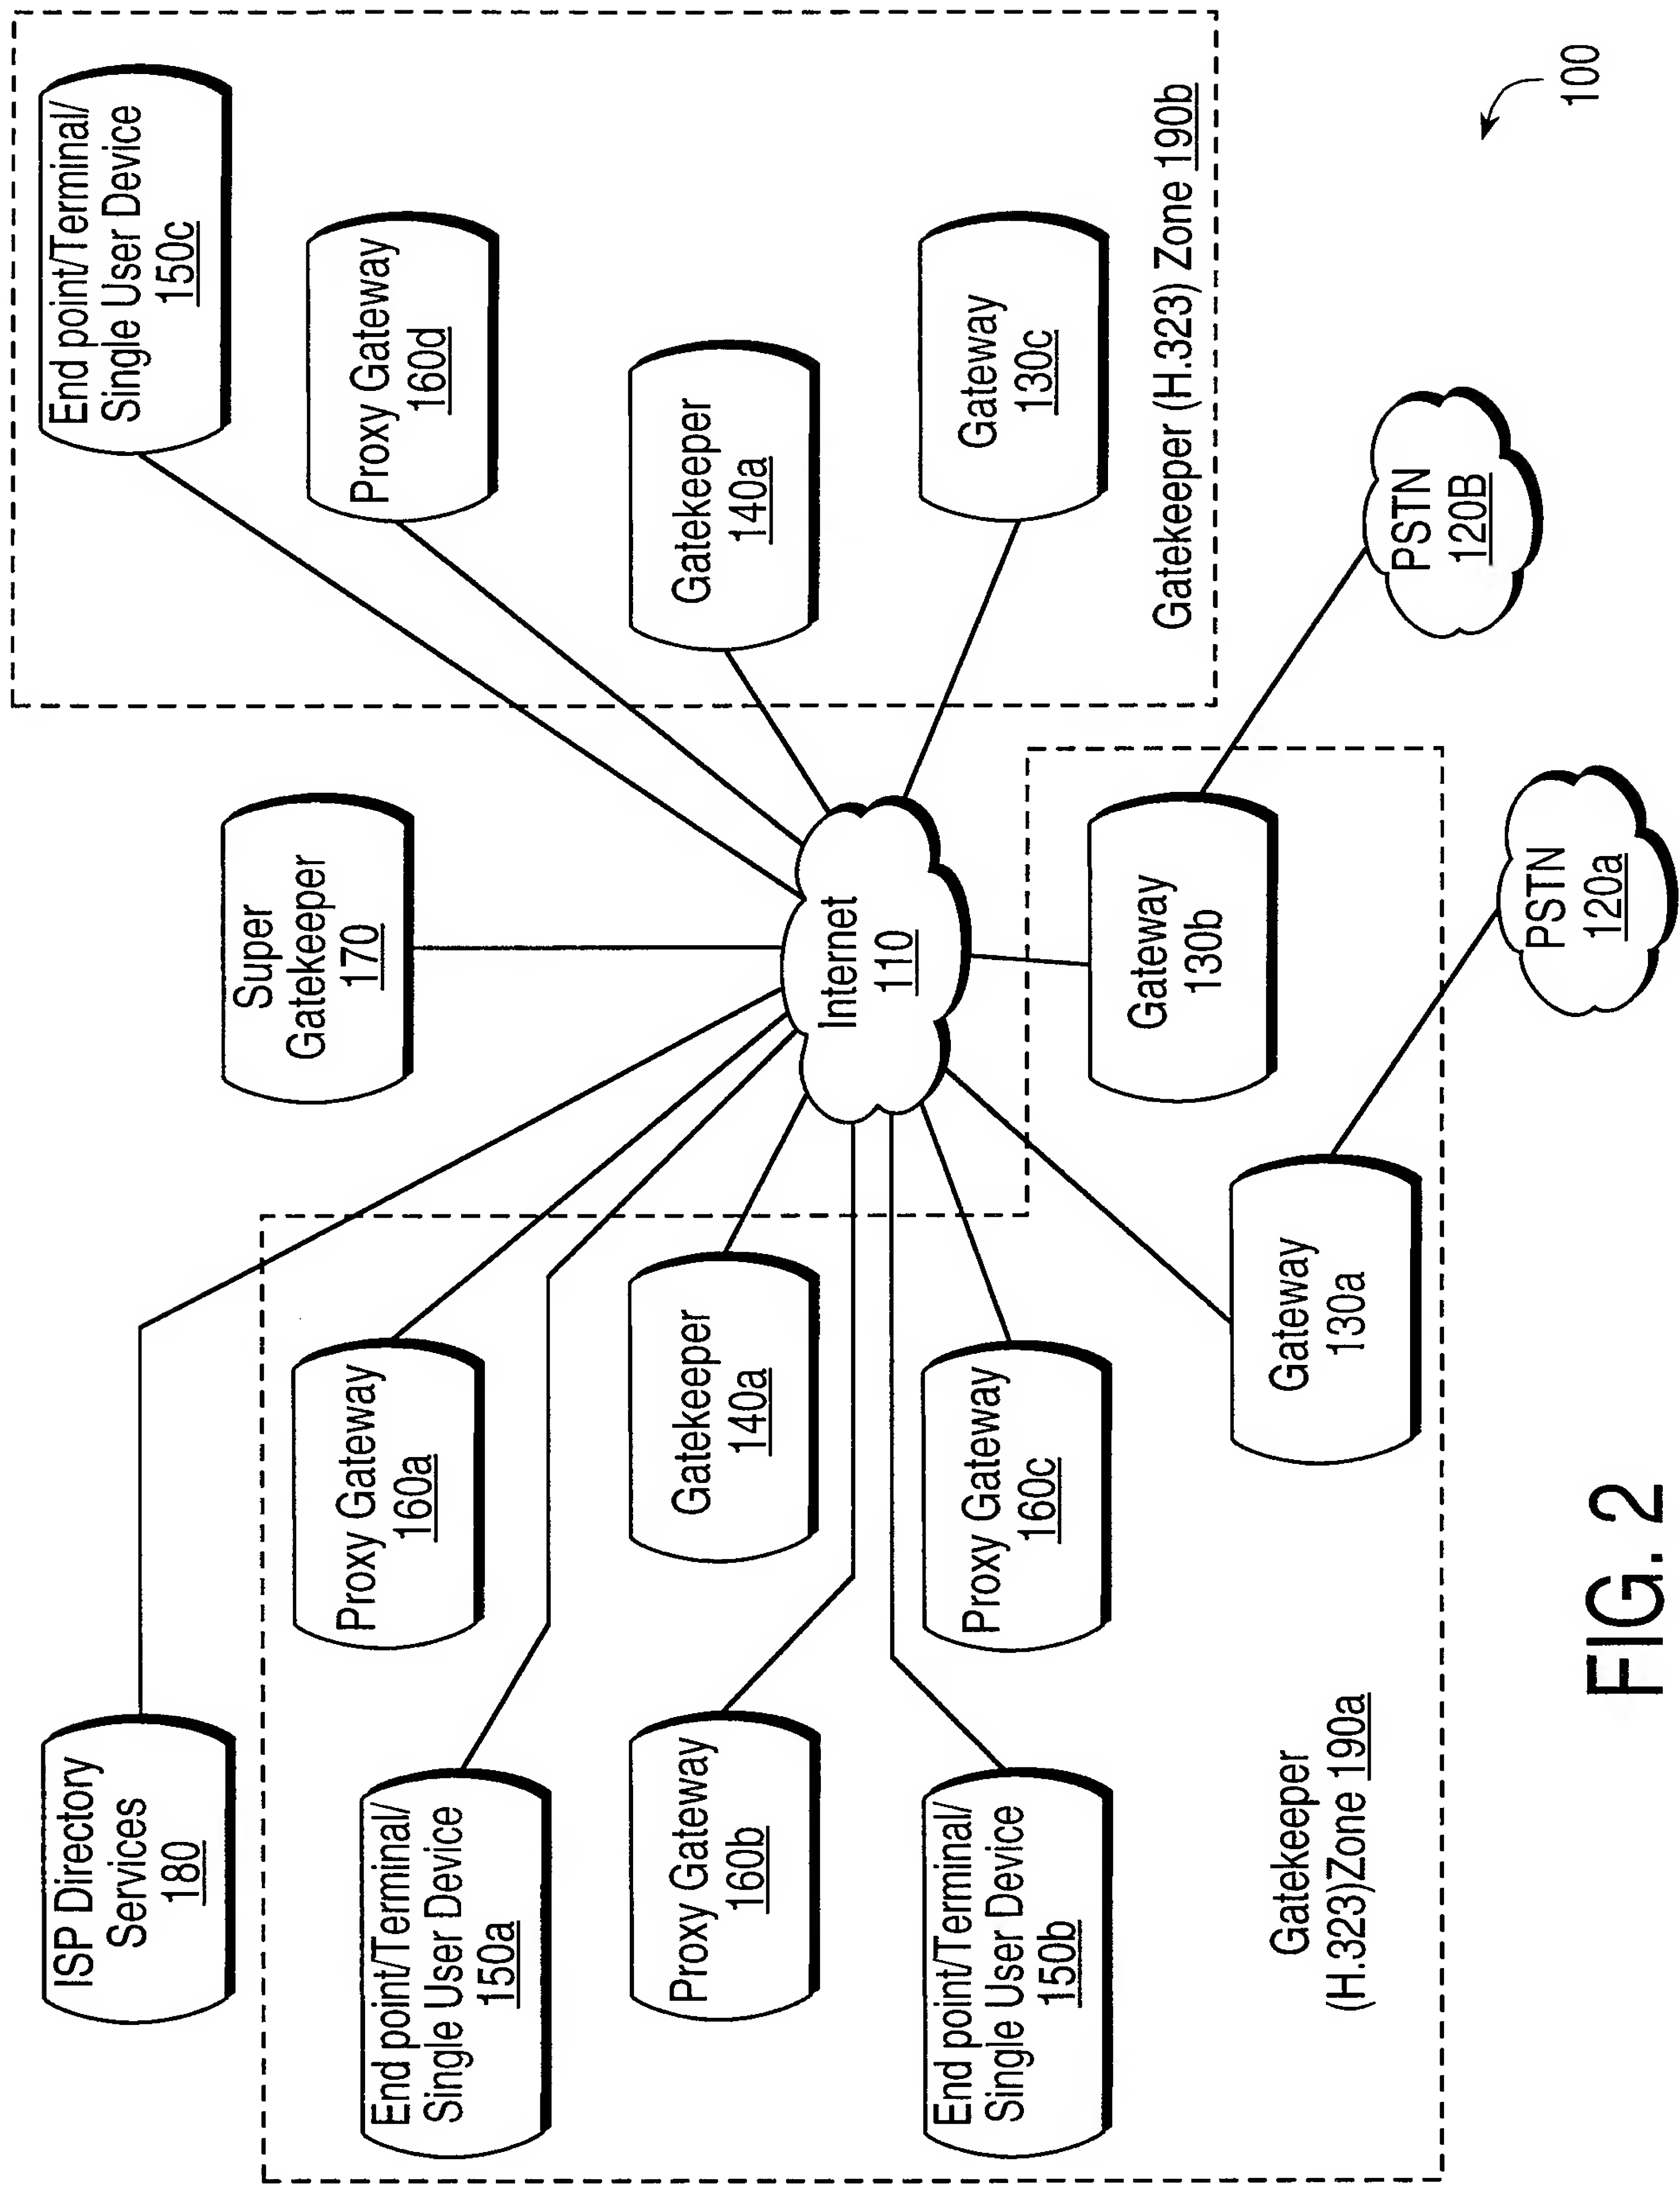 ISP Directory
Services
180
Super
Gatekeeper
170
End point/Terminal/
Single User Device
150c
Proxy Gateway
160a
Proxy Gateway
160d
End point/Terminal/
Single User Device
150a
Proxy Gateway
160b
Gatekeeper
140a
Gatekeeper
140a
Internet
110
End point/Terminal/
Single User Device
150b
Proxy Gateway
160c
Gateway
130c
Gateway
130b
Gatekeeper (H.323) Zone 190b
Gatekeeper
(H.323)Zone 190a
Gateway
130a
PSTN
120B
PSTN
120a
100
FIG. 2